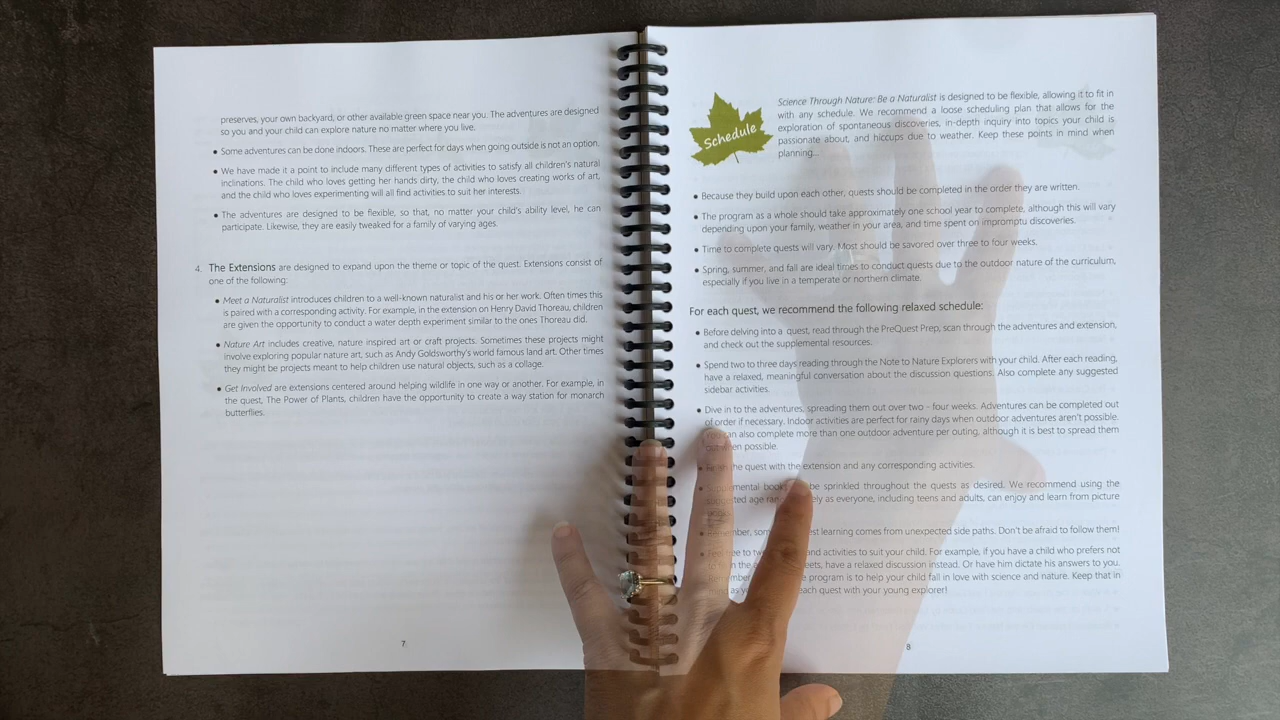 preserves, your own backyard, or other available green space near you. The adventures are designed
so you and your child can explore nature no matter where you live.
• Some adventures can be done indoors. These are perfect for days when going outside is not an option.
• We have made it a point to include many different types of activities to satisfy all children's natural
inclinations. The child who loves getting her hands dirty, the child who loves creating works of art,
and the child who loves experimenting will all find activities to suit her interests.
• The adventures are designed to be flexible, so that, no matter your child's ability level, he can
participate. Likewise, they are easily tweaked for a family of varying ages.
4. The Extensions are designed to expand upon the theme or topic of the quest. Extensions consist of
one of the following:
• Meet a Naturalist introduces children to a well-known naturalist and his or her work. Often times this
is paired with a corresponding activity. For example, in the extension on Henry David Thoreau, children
are given the opportunity to conduct a water depth experiment similar to the ones Thoreau did.
• Nature Art includes creative, nature inspired art or craft projects. Sometimes these projects might
involve exploring popular nature art, such as Andy Goldsworthy's world famous land art. Other times
they might be projects meant to help children use natural objects, such as a collage.
• Get Involved are extensions centered around helping wildlife in one way or another. For example, in
the quest, The Power of Plants, children have the opportunity to create a way station for monarch
butterflies.
7
Schedule
Science Through Nature: Be a Naturalist is designed to be flexible, allowing it to fit in
with any schedule. We recommend a loose scheduling plan that allows for the
exploration of spontaneous discoveries, in-depth inquiry into topics your child is
passionate about, and hiccups due to weather. Keep these points in mind when
planning...
• Because they build upon each other, quests should be completed in the order they are written.
• The program as a whole should take approximately one school year to complete, although this will vary
depending upon your family, weather in your area, and time spent on impromptu discoveries.
• Time to complete quests will vary. Most should be savored over three to four weeks.
• Spring, summer, and fall are ideal times to conduct quests due to the outdoor nature of the curriculum,
especially if you live in a temperate or northern climate.
For each quest, we recommend the following relaxed schedule:
• Before delving into a quest, read through the PreQuest Prep, scan through the adventures and extension,
and check out the supplemental resources.
• Spend two to three days reading through the Note to Nature Explorers with your child. After each reading,
have a relaxed, meaningful conversation about the discussion questions. Also complete any suggested
sidebar activities.
• Dive in to the adventures, spreading them out over two - four weeks. Adventures can be completed out
of order if necessary. Indoor activities are perfect for rainy days when outdoor adventures aren't possible.
You can also complete more than one outdoor adventure per outing, although it is best to spread them
possible.
the quest with the extension and any corresponding activities.
be sprinkled throughout the quests as desired. We recommend using the
as everyone, including teens and adults, can enjoy and learn from picture
learning comes from unexpected side paths. Don't be afraid to follow them!
and activities to suit your child. For example, if you have a child who prefers not
have a relaxed discussion instead. Or have him dictate his answers to you.
program is to help your child fall in love with science and nature. Keep that in
each quest with your young explorer!
8